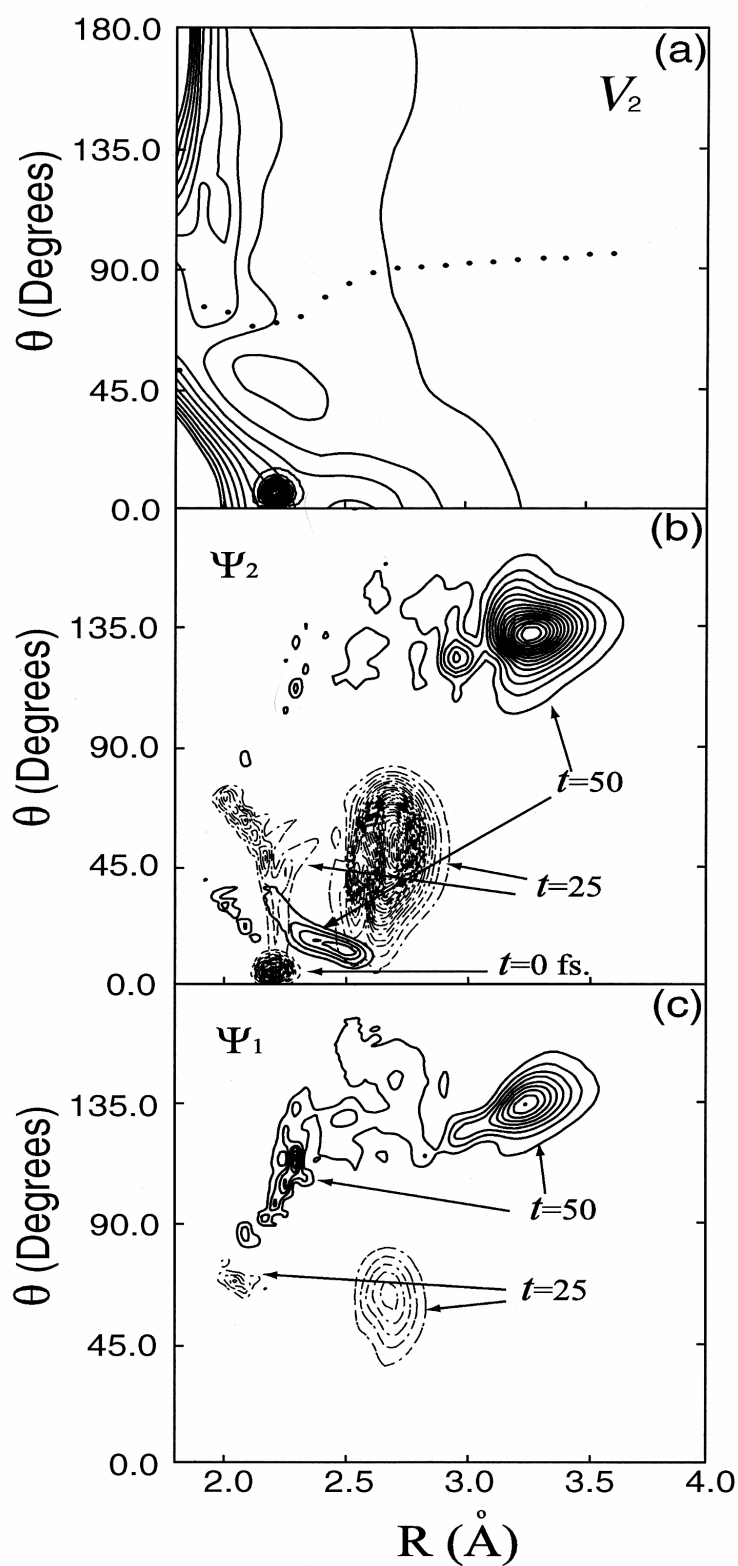 (a)
V2
180.0
135.0
90.0
45.0
0.0
θ (Degrees)
(b)
Ψ2
135.0
90.0
45.0
0.0
θ (Degrees)
t=50
t=25
t=0 fs.
(c)
Ψ1
135.0
90.0
45.0
0.0
θ (Degrees)
t=50
t=25
2.0 2.5 3.0 3.5 4.0
R (Å)